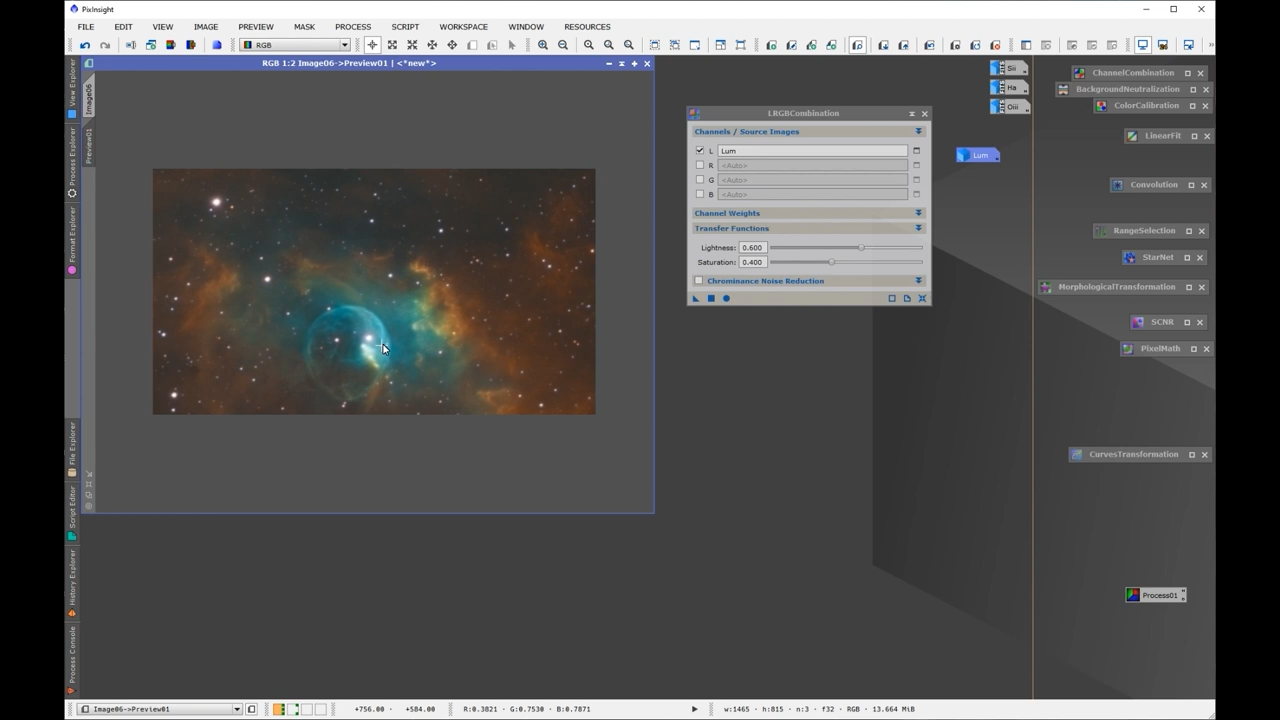 PixInsight
FILE EDIT VIEW IMAGE PREVIEW MASK PROCESS SCRIPT WORKSPACE WINDOW RESOURCES
RGB
RGB 1:2 Image06->Preview01 | <*new*>
Image06
Preview01
View Explorer
Process Explorer
Format Explorer
File Explorer
Script Editor
History Explorer
Process Console
LRGBCombination
Channels / Source Images
L Lum
R <Auto>
G <Auto>
B <Auto>
Channel Weights
Transfer Functions
Lightness: 0.600
Saturation: 0.400
Chrominance Noise Reduction
Sii
Ha
Oiii
Lum
ChannelCombination
BackgroundNeutralization
ColorCalibration
LinearFit
Convolution
RangeSelection
StarNet
MorphologicalTransformation
SCNR
PixelMath
CurvesTransformation
Process01
Image06->Preview01 +756.00 · +584.00 R:0.3821 G:0.7530 B:0.7871 w:1465 · h:815 · n:3 · f32 · RGB · 13.664 MiB